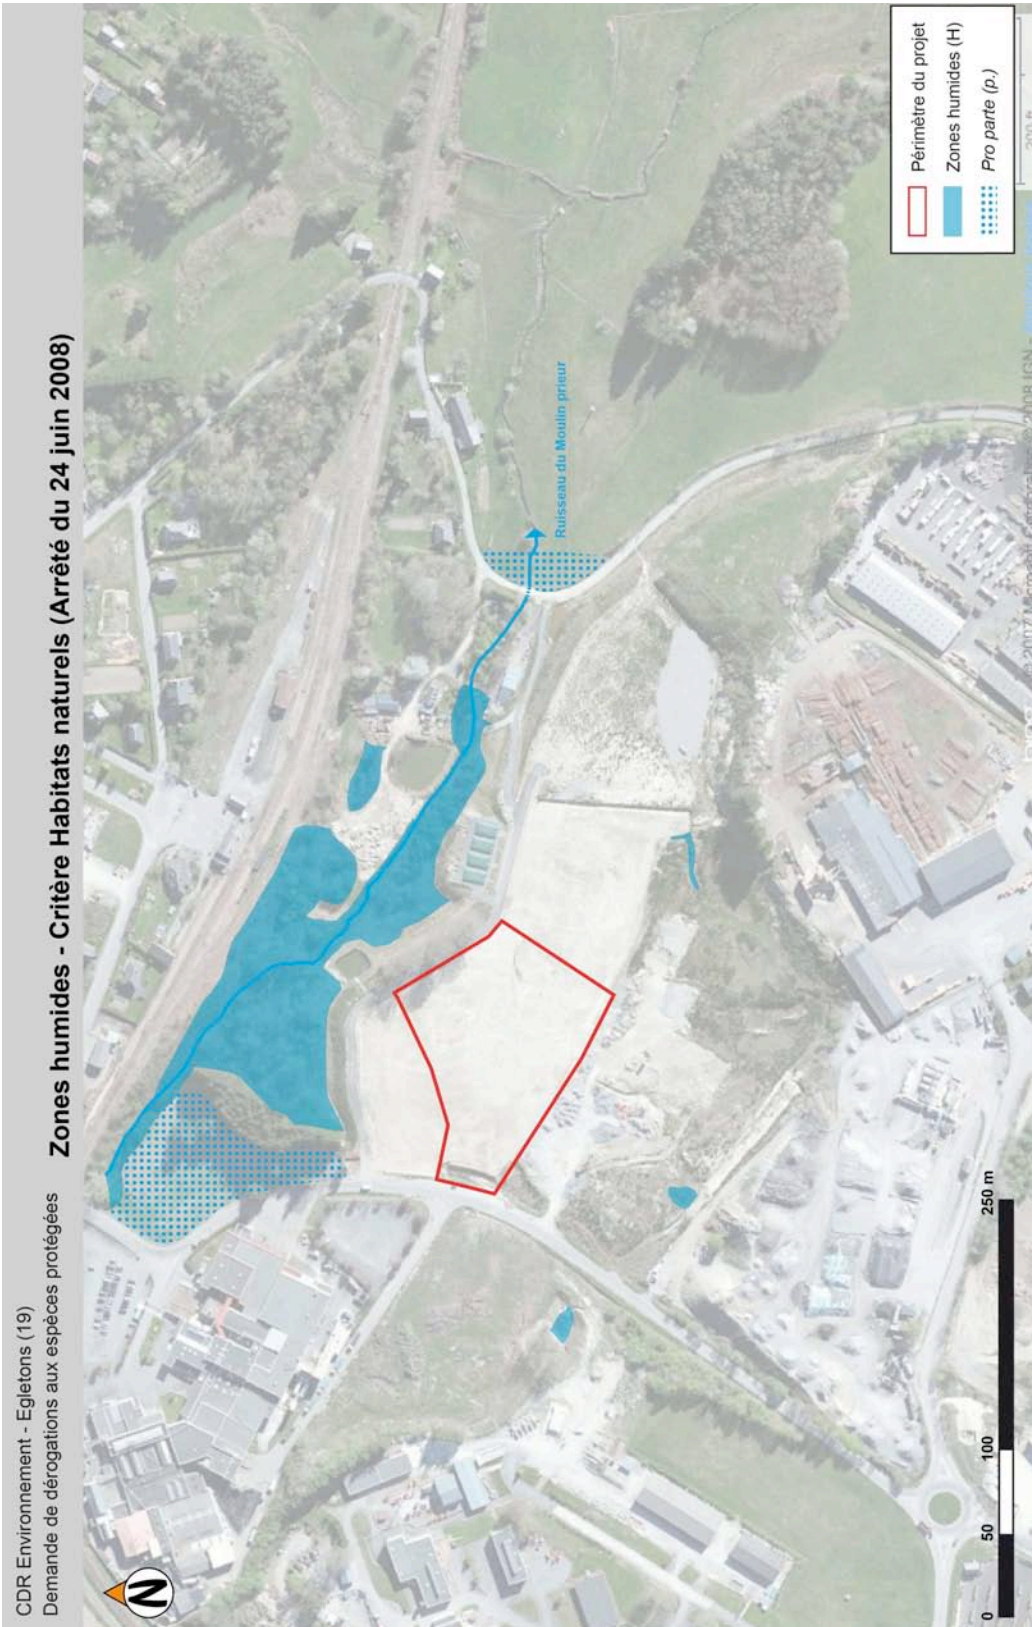 CDR Environnement - Egletons (19)
Demande de dérogations aux espèces protégées
Zones humides - Critère Habitats naturels (Arrêté du 24 juin 2008)
N
Ruisseau du Moulin prieur
Périmètre du projet
Zones humides (H)
Pro parte (p.)
0
50
100
250 m